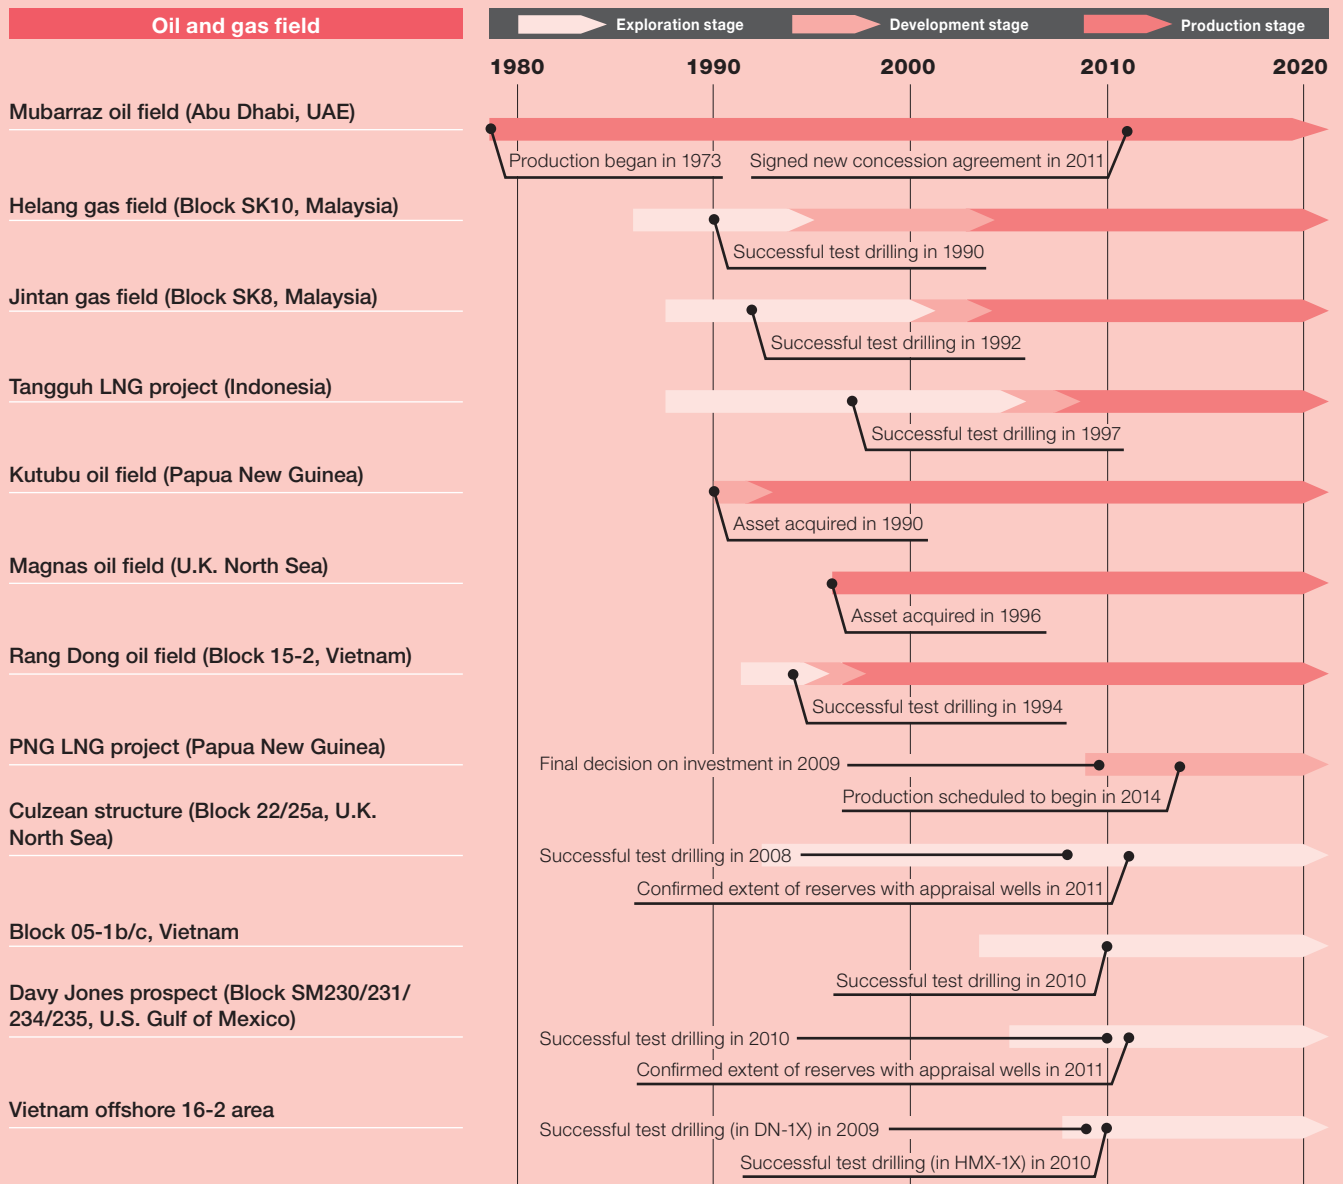 Oil and gas field
Exploration stage
Development stage
Production stage
1980
1990
2000
2010
2020
Mubarraz oil field (Abu Dhabi, UAE)
Production began in 1973
Signed new concession agreement in 2011
Helang gas field (Block SK10, Malaysia)
Successful test drilling in 1990
Jintan gas field (Block SK8, Malaysia)
Successful test drilling in 1992
Tangguh LNG project (Indonesia)
Successful test drilling in 1997
Kutubu oil field (Papua New Guinea)
Asset acquired in 1990
Magnas oil field (U.K. North Sea)
Asset acquired in 1996
Rang Dong oil field (Block 15-2, Vietnam)
Successful test drilling in 1994
PNG LNG project (Papua New Guinea)
Final decision on investment in 2009
Production scheduled to begin in 2014
Culzean structure (Block 22/25a, U.K.
North Sea)
Successful test drilling in 2008
Confirmed extent of reserves with appraisal wells in 2011
Block 05-1b/c, Vietnam
Successful test drilling in 2010
Davy Jones prospect (Block SM230/231/
234/235, U.S. Gulf of Mexico)
Successful test drilling in 2010
Confirmed extent of reserves with appraisal wells in 2011
Vietnam offshore 16-2 area
Successful test drilling (in DN-1X) in 2009
Successful test drilling (in HMX-1X) in 2010